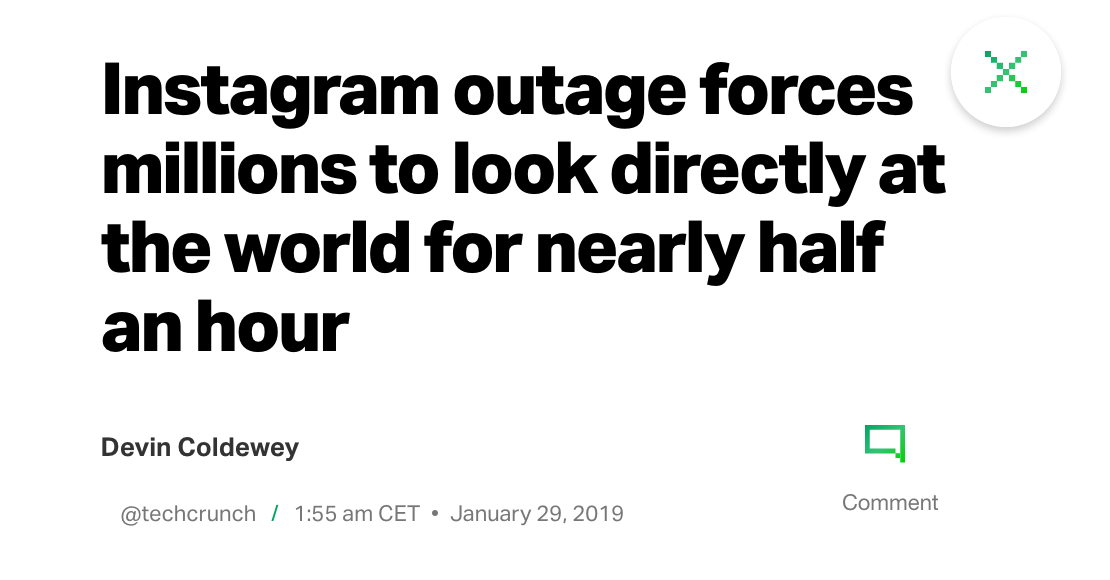 Instagram outage forces
millions to look directly at
the world for nearly half
an hour
Devin Coldewey
Comment
@techcrunch / 1:55 am CET • January 29, 2019